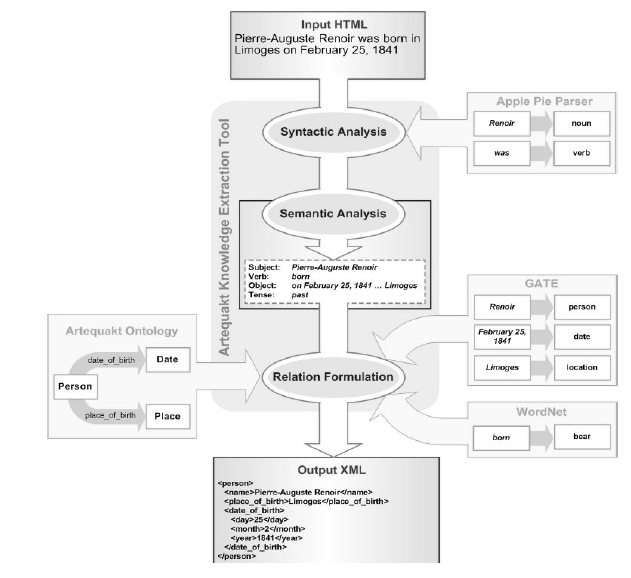 Input HTML
Pierre-Auguste Renoir was born in
Limoges on February 25, 1841
Artequakt Knowledge Extraction Tool
Syntactic Analysis
Apple Pie Parser
Renoir noun
was verb
Semantic Analysis
Subject: Pierre-Auguste Renoir
Verb: born
Object: on February 25, 1841 ... Limoges
Tense: past
GATE
Renoir person
February 25,
1841 date
Limoges location
Artequakt Ontology
date_of_birth Date
Person
place_of_birth Place
Relation Formulation
WordNet
born bear
Output XML
<person>
<name>Pierre-Auguste Renoir</name>
<place_of_birth>Limoges</place_of_birth>
<date_of_birth>
<day>25</day>
<month>2</month>
<year>1841</year>
</date_of_birth>
</person>